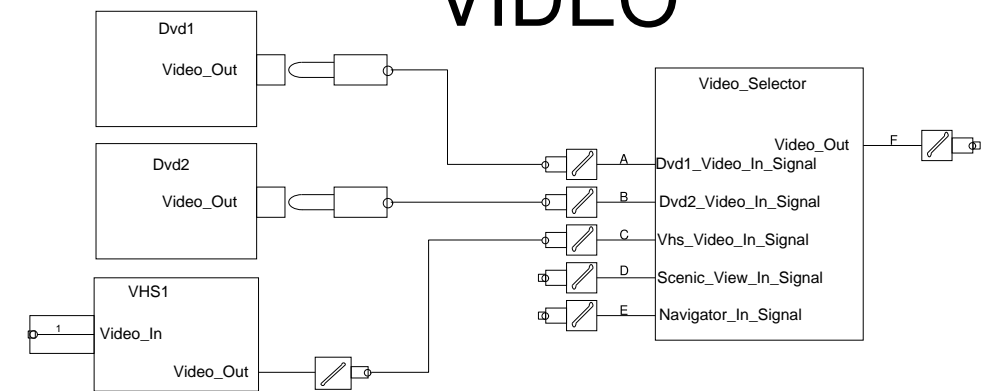 VIDEO
Dvd1
Video_Out
Video_Selector
Video_Out
F
A
Dvd1_Video_In_Signal
Dvd2
Video_Out
B
Dvd2_Video_In_Signal
C
Vhs_Video_In_Signal
D
Scenic_View_In_Signal
E
Navigator_In_Signal
VHS1
1
Video_In
Video_Out